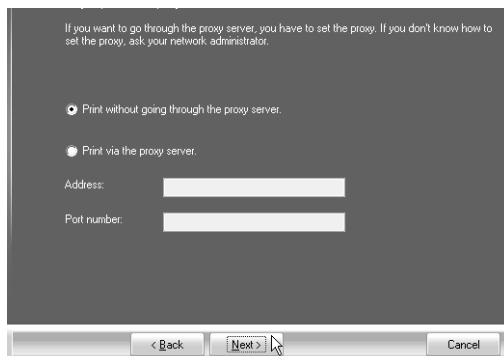 If you want to go through the proxy server, you have to set the proxy. If you don't know how to
set the proxy, ask your network administrator.
Print without going through the proxy server.
Print via the proxy server.
Address:
Port number:
< Back
Next >
Cancel